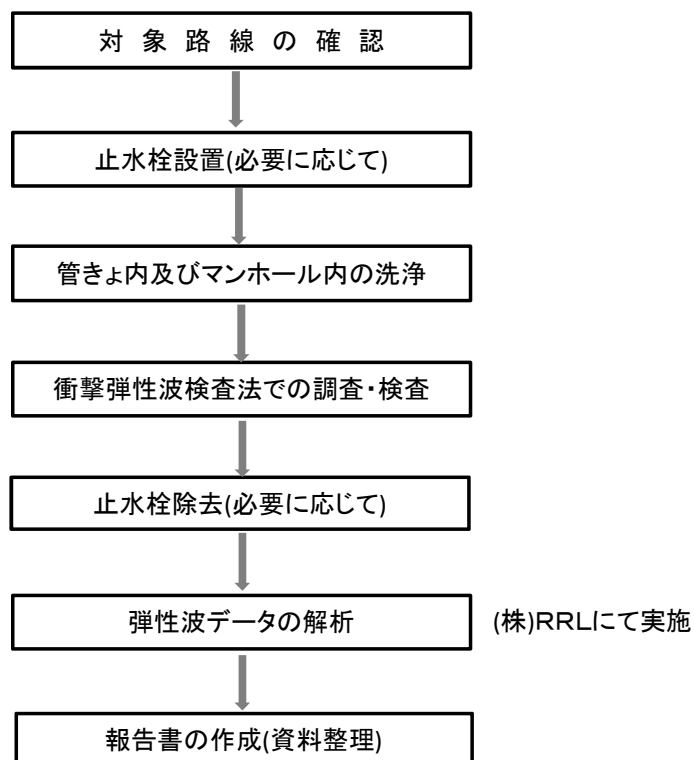 対 象 路 線 の 確 認
止水栓設置(必要に応じて)
管きょ内及びマンホール内の洗浄
衝撃弾性波検査法での調査・検査
止水栓除去(必要に応じて)
弾性波データの解析
(株)RRLにて実施
報告書の作成(資料整理)